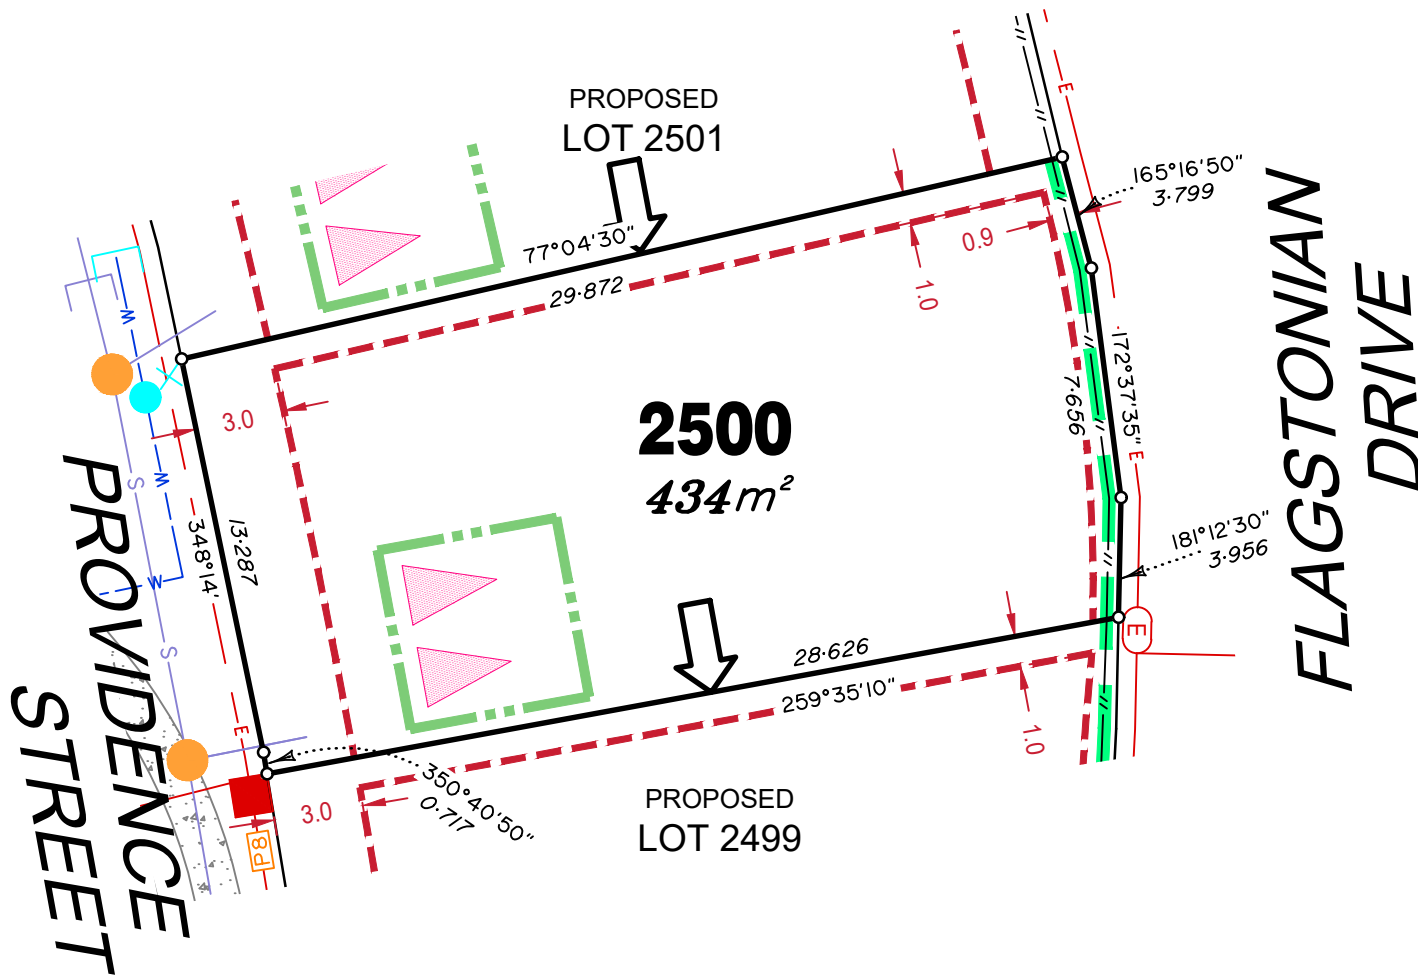 PROPOSED
LOT 2501
165°16'50"
3·799
77°04'30"
29·872
0.9
1.0
FLAGSTONIAN
DRIVE
E
W
3.0
2500
434m²
172°37'35"
7·656
E
S
W
348°14'
13·287
W
181°12'30"
3·956
E
PROVIDENCE
STREET
S
E
28·626
259°35'10"
1.0
350°40'50"
0·717
3.0
P8
PROPOSED
LOT 2499